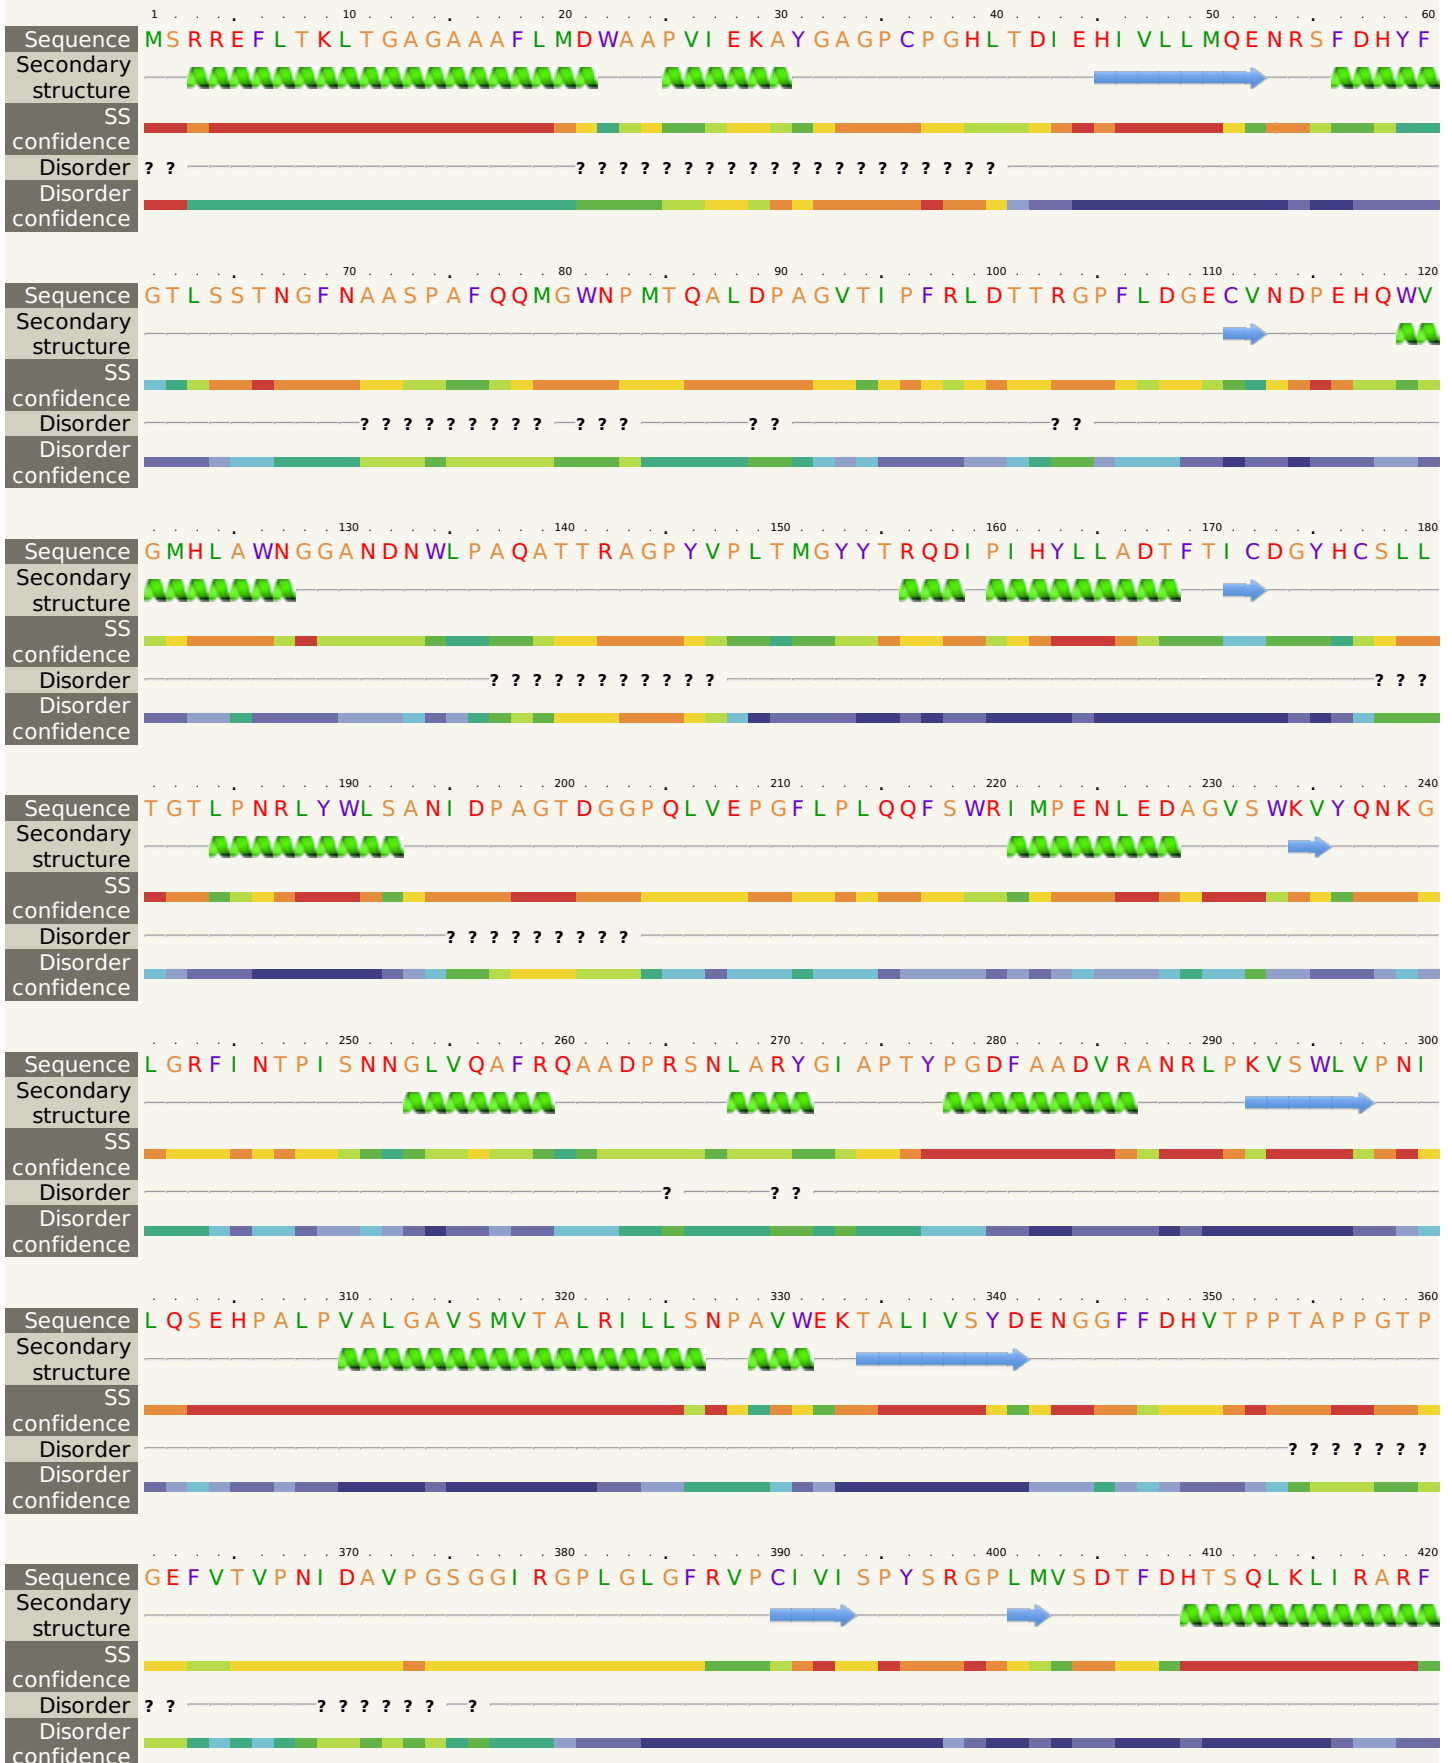 1 . . . . 10 . . . . 20 . . . . 30 . . . . 40 . . . . 50 . . . . 60
Sequence MSRREFLTKLTGAGAAAFLMDWAAPVIEKAYGAGPCPGHLTDIEHIVLLMQENRSFDHYF
Secondary
structure
SS
confidence
Disorder ? ? ? ? ? ? ? ? ? ? ? ? ? ? ? ? ? ? ? ? ? ?
Disorder
confidence
70 80 90 100 110 120
Sequence GTLSSTNGFNAASPAFQQMGWNPMTQALDPAGVTIPFRLDTTRGPFLDGECVNDPEHQWV
Secondary
structure
SS
confidence
Disorder ? ? ? ? ? ? ? ? ? ? ? ? ? ? ? ?
Disorder
confidence
130 140 150 160 170 180
Sequence GMHLAWNGGANDNWLPAQATTRAGPYVPLTMGYYTRQDIPIHYLLADTFTICDGYHCSLL
Secondary
structure
SS
confidence
Disorder ? ? ? ? ? ? ? ? ? ? ? ? ? ?
Disorder
confidence
190 200 210 220 230 240
Sequence TGTLPNRLYWLSANIDPAGTDGGPQLVEPGFLPLQQFSWRIMPENLEDAGVSWKVYQNKG
Secondary
structure
SS
confidence
Disorder ? ? ? ? ? ? ? ? ?
Disorder
confidence
250 260 270 280 290 300
Sequence LGRFINTPISNNGLVQAFRQAADPRSNLARYGIAPTYPGDFAADVRANRLPKVSWLVPNI
Secondary
structure
SS
confidence
Disorder ? ? ?
Disorder
confidence
310 320 330 340 350 360
Sequence LQSEHPALPVALGAVSMVTALRILLSNPAVWEKTALIVSYDENGGFFDHVTPPTAPPGTP
Secondary
structure
SS
confidence
Disorder ? ? ? ? ? ? ?
Disorder
confidence
370 380 390 400 410 420
Sequence GEFVTVPNIDAVPGSGGIRGPLGLGFRVPCIVISPYSRGPLMVSDTFDHTSQLKLIRARF
Secondary
structure
SS
confidence
Disorder ? ? ? ? ? ? ? ? ?
Disorder
confidence